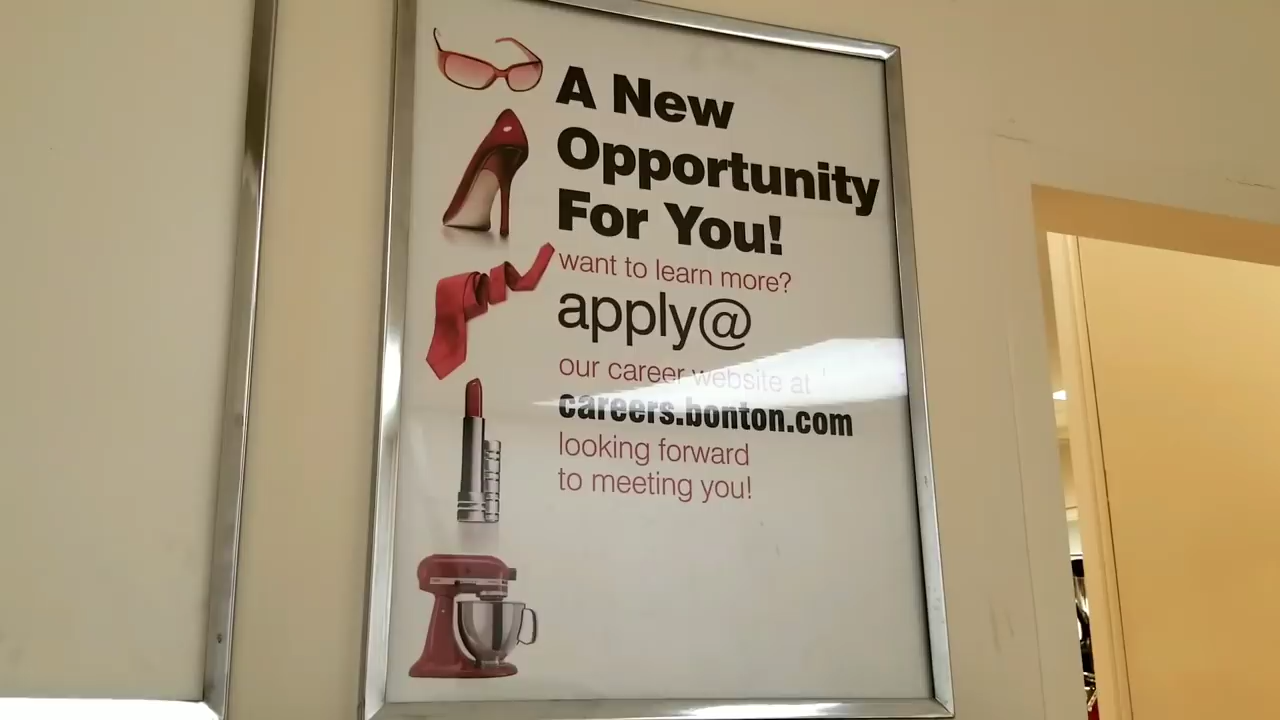 A New
Opportunity
For You!
want to learn more?
apply@
our career website at
careers.bonton.com
looking forward
to meeting you!